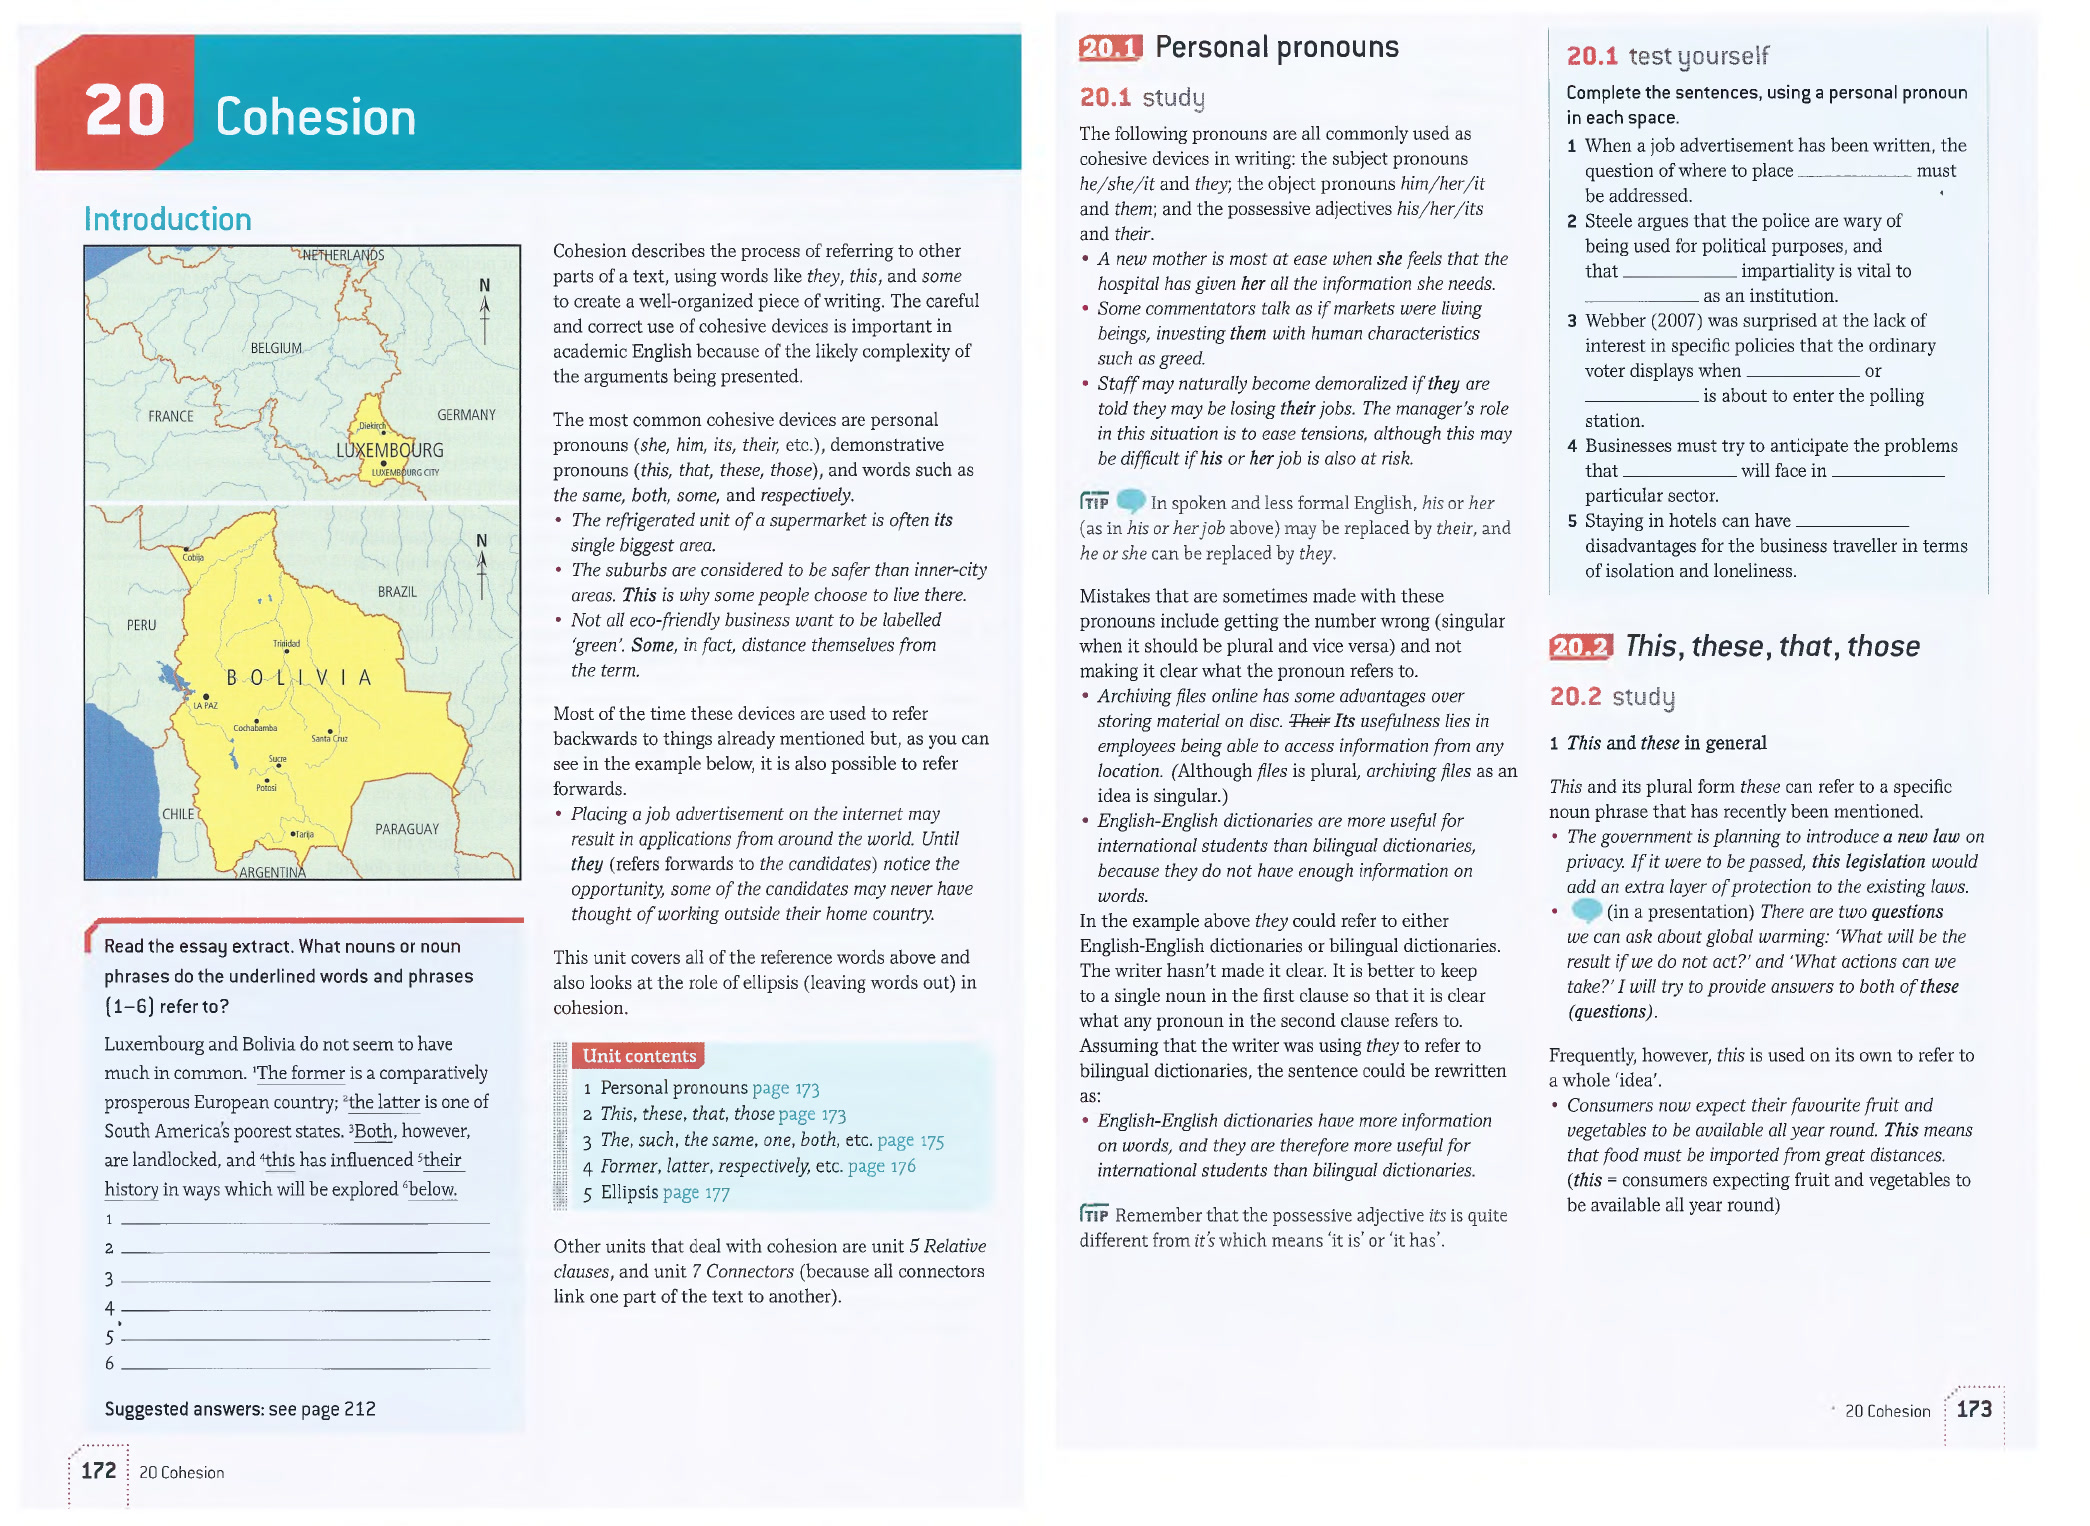 20 Cohesion
Introduction
NETHERLANDS
N
BELGIUM
FRANCE
GERMANY
Diekirch
LUXEMBOURG
LUXEMBOURG CITY
N
Cobija
BRAZIL
PERU
Trinidad
BOLIVIA
LA PAZ
Cochabamba
Santa Cruz
Sucre
Potosi
CHILE
Tarija
PARAGUAY
ARGENTINA
Read the essay extract. What nouns or noun
phrases do the underlined words and phrases
(1–6) refer to?
Luxembourg and Bolivia do not seem to have
much in common. ¹The former is a comparatively
prosperous European country; ²the latter is one of
South America's poorest states. ³Both, however,
are landlocked, and ⁴this has influenced ⁵their
history in ways which will be explored ⁶below.
1
2
3
4
5
6
Suggested answers: see page 212
172 20 Cohesion
Cohesion describes the process of referring to other
parts of a text, using words like they, this, and some
to create a well-organized piece of writing. The careful
and correct use of cohesive devices is important in
academic English because of the likely complexity of
the arguments being presented.
The most common cohesive devices are personal
pronouns (she, him, its, their, etc.), demonstrative
pronouns (this, that, these, those), and words such as
the same, both, some, and respectively.
• The refrigerated unit of a supermarket is often its
single biggest area.
• The suburbs are considered to be safer than inner-city
areas. This is why some people choose to live there.
• Not all eco-friendly business want to be labelled
'green'. Some, in fact, distance themselves from
the term.
Most of the time these devices are used to refer
backwards to things already mentioned but, as you can
see in the example below, it is also possible to refer
forwards.
• Placing a job advertisement on the internet may
result in applications from around the world. Until
they (refers forwards to the candidates) notice the
opportunity, some of the candidates may never have
thought of working outside their home country.
This unit covers all of the reference words above and
also looks at the role of ellipsis (leaving words out) in
cohesion.
Unit contents
1 Personal pronouns page 173
2 This, these, that, those page 173
3 The, such, the same, one, both, etc. page 175
4 Former, latter, respectively, etc. page 176
5 Ellipsis page 177
Other units that deal with cohesion are unit 5 Relative
clauses, and unit 7 Connectors (because all connectors
link one part of the text to another).
20.1 Personal pronouns
20.1 study
The following pronouns are all commonly used as
cohesive devices in writing: the subject pronouns
he/she/it and they; the object pronouns him/her/it
and them; and the possessive adjectives his/her/its
and their.
• A new mother is most at ease when she feels that the
hospital has given her all the information she needs.
• Some commentators talk as if markets were living
beings, investing them with human characteristics
such as greed.
• Staff may naturally become demoralized if they are
told they may be losing their jobs. The manager's role
in this situation is to ease tensions, although this may
be difficult if his or her job is also at risk.
TIP In spoken and less formal English, his or her
(as in his or her job above) may be replaced by their, and
he or she can be replaced by they.
Mistakes that are sometimes made with these
pronouns include getting the number wrong (singular
when it should be plural and vice versa) and not
making it clear what the pronoun refers to.
• Archiving files online has some advantages over
storing material on disc. Their Its usefulness lies in
employees being able to access information from any
location. (Although files is plural, archiving files as an
idea is singular.)
• English-English dictionaries are more useful for
international students than bilingual dictionaries,
because they do not have enough information on
words.
In the example above they could refer to either
English-English dictionaries or bilingual dictionaries.
The writer hasn't made it clear. It is better to keep
to a single noun in the first clause so that it is clear
what any pronoun in the second clause refers to.
Assuming that the writer was using they to refer to
bilingual dictionaries, the sentence could be rewritten
as:
• English-English dictionaries have more information
on words, and they are therefore more useful for
international students than bilingual dictionaries.
TIP Remember that the possessive adjective its is quite
different from it's which means 'it is' or 'it has'.
20.1 test yourself
Complete the sentences, using a personal pronoun
in each space.
1 When a job advertisement has been written, the
question of where to place ____________ must
be addressed.
2 Steele argues that the police are wary of
being used for political purposes, and
that ____________ impartiality is vital to
____________ as an institution.
3 Webber (2007) was surprised at the lack of
interest in specific policies that the ordinary
voter displays when ____________ or
____________ is about to enter the polling
station.
4 Businesses must try to anticipate the problems
that ____________ will face in ____________
particular sector.
5 Staying in hotels can have ____________
disadvantages for the business traveller in terms
of isolation and loneliness.
20.2 This, these, that, those
20.2 study
1 This and these in general
This and its plural form these can refer to a specific
noun phrase that has recently been mentioned.
• The government is planning to introduce a new law on
privacy. If it were to be passed, this legislation would
add an extra layer of protection to the existing laws.
• (in a presentation) There are two questions
we can ask about global warming: 'What will be the
result if we do not act?' and 'What actions can we
take?' I will try to provide answers to both of these
(questions).
Frequently, however, this is used on its own to refer to
a whole 'idea'.
• Consumers now expect their favourite fruit and
vegetables to be available all year round. This means
that food must be imported from great distances.
(this = consumers expecting fruit and vegetables to
be available all year round)
20 Cohesion 173